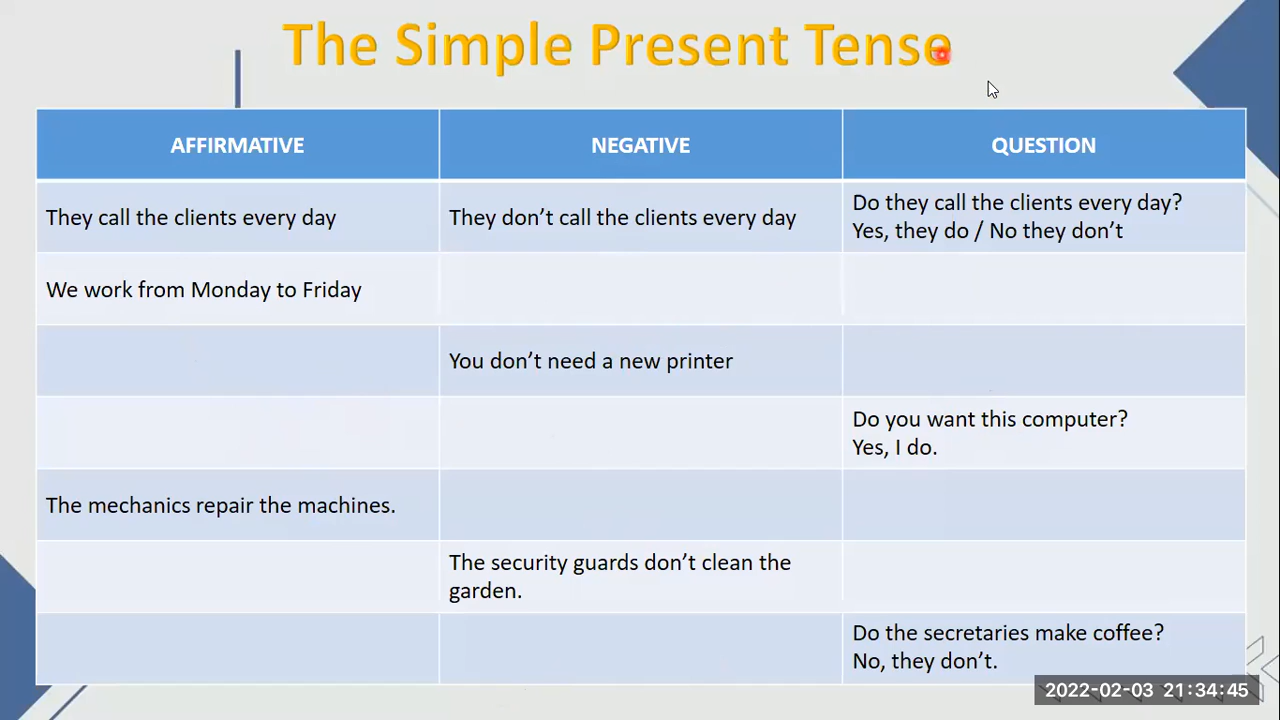 The Simple Present Tense
AFFIRMATIVE
NEGATIVE
QUESTION
They call the clients every day
They don’t call the clients every day
Do they call the clients every day?
Yes, they do / No they don’t
We work from Monday to Friday
You don’t need a new printer
Do you want this computer?
Yes, I do.
The mechanics repair the machines.
The security guards don’t clean the
garden.
Do the secretaries make coffee?
No, they don’t.
2022-02-03 21:34:45